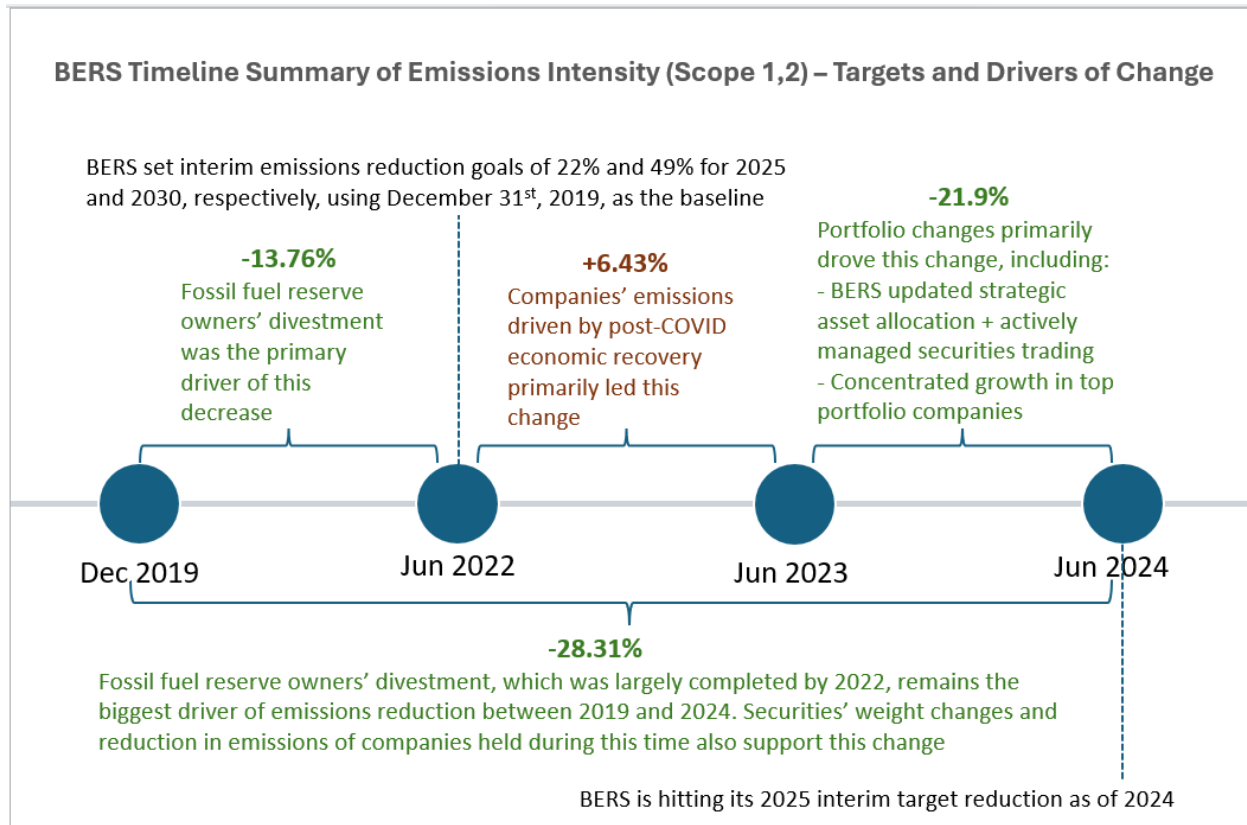 BERS Timeline Summary of Emissions Intensity (Scope 1,2) – Targets and Drivers of Change
BERS set interim emissions reduction goals of 22% and 49% for 2025
and 2030, respectively, using December 31st, 2019, as the baseline
-13.76%
Fossil fuel reserve
owners’ divestment
was the primary
driver of this
decrease
+6.43%
Companies’ emissions
driven by post-COVID
economic recovery
primarily led this
change
-21.9%
Portfolio changes primarily
drove this change, including:
- BERS updated strategic
asset allocation + actively
managed securities trading
- Concentrated growth in top
portfolio companies
Dec 2019
Jun 2022
Jun 2023
Jun 2024
-28.31%
Fossil fuel reserve owners’ divestment, which was largely completed by 2022, remains the
biggest driver of emissions reduction between 2019 and 2024. Securities’ weight changes and
reduction in emissions of companies held during this time also support this change
BERS is hitting its 2025 interim target reduction as of 2024